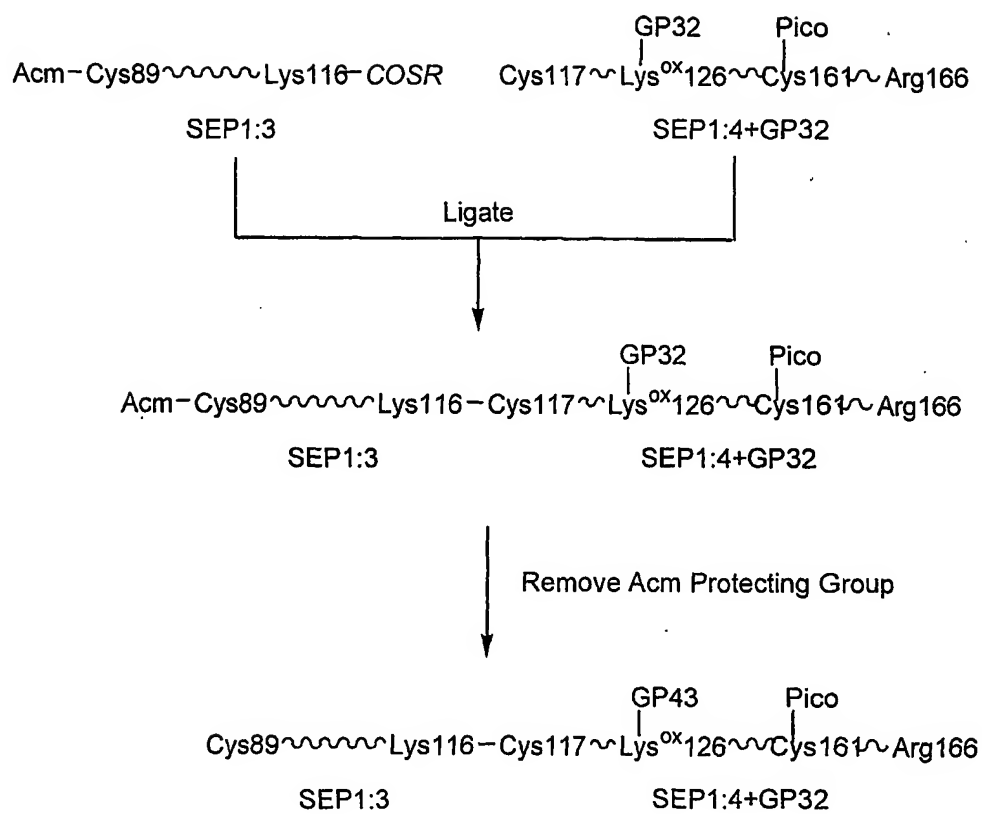 GP32 Pico
Acm-Cys89 Lys116-COSR Cys117~Lys^ox126~Cys161~Arg166
SEP1:3 SEP1:4+GP32
Ligate
GP32 Pico
Acm-Cys89 Lys116-Cys117~Lys^ox126~Cys161~Arg166
SEP1:3 SEP1:4+GP32
Remove Acm Protecting Group
GP43 Pico
Cys89 Lys116-Cys117~Lys^ox126~Cys161~Arg166
SEP1:3 SEP1:4+GP32